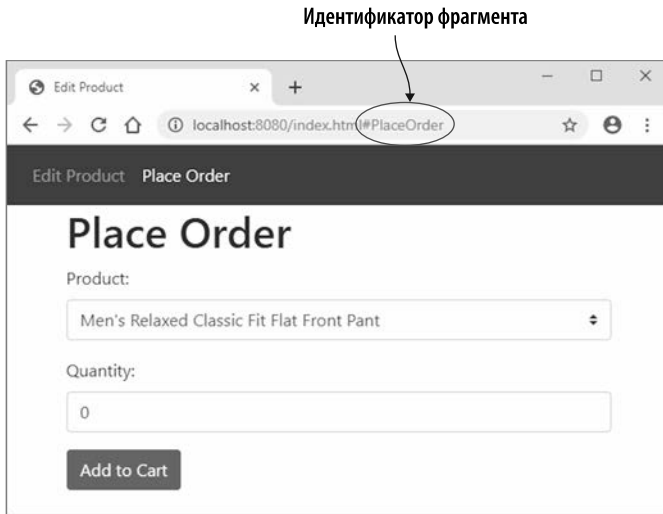 Идентификатор фрагмента
Edit Product
localhost:8080/index.html#PlaceOrder
Edit Product Place Order
Place Order
Product:
Men's Relaxed Classic Fit Flat Front Pant
Quantity:
0
Add to Cart